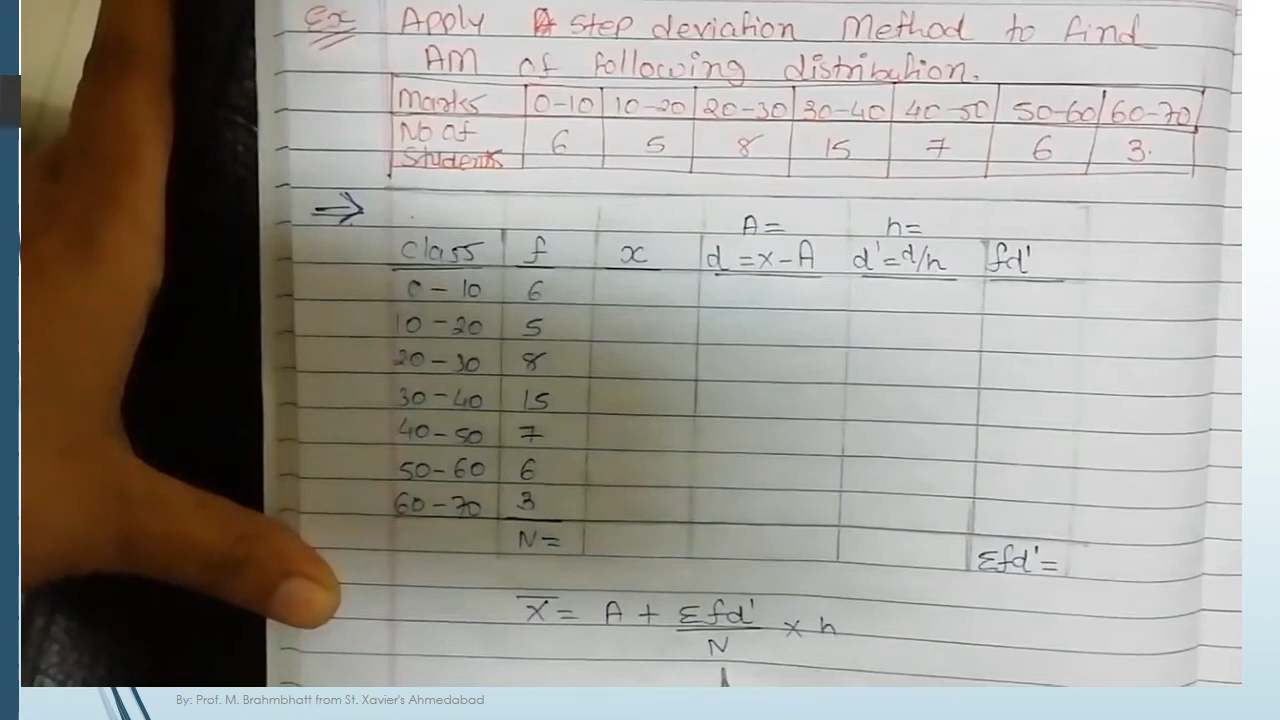 Ex Apply A step deviation Method to find
AM of following distribution.
Marks 0-10 10-20 20-30 30-40 40-50 50-60 60-70
No of Students 6 5 8 15 7 6 3.
⇒ A= h=
class f x d = x - A d' = d/h fd'
0 - 10 6
10 - 20 5
20 - 30 8
30 - 40 15
40 - 50 7
50 - 60 6
60 - 70 3
N=
Σfd' =
x̄ = A + Σfd'/N × h
By: Prof. M. Brahmbhatt from St. Xavier's Ahmedabad